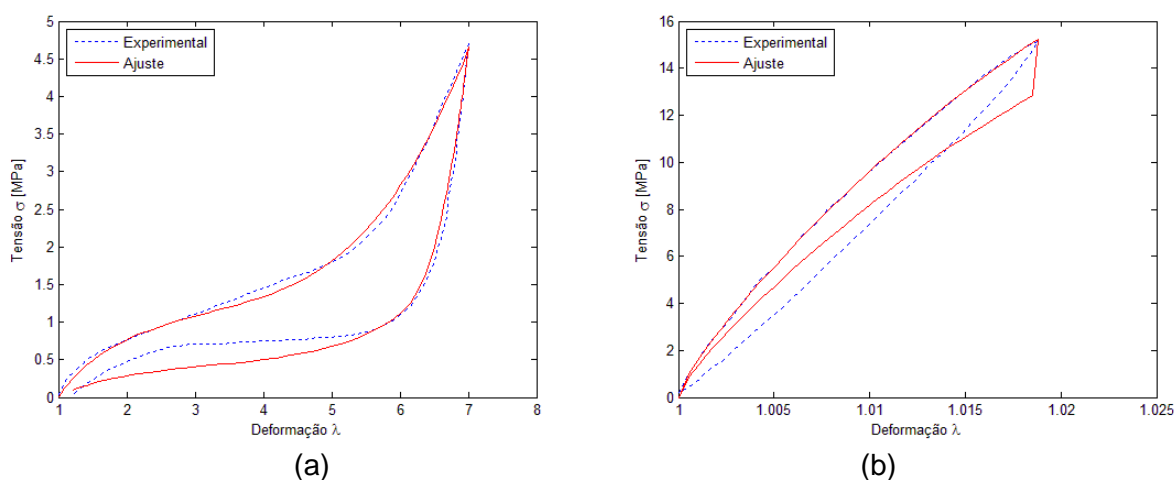 5
4.5
4
3.5
3
2.5
2
1.5
1
0.5
0
Tensão σ [MPa]
Experimental
Ajuste
1 2 3 4 5 6 7 8
Deformação λ
(a)
16
14
12
10
8
6
4
2
0
Tensão σ [MPa]
Experimental
Ajuste
1 1.005 1.01 1.015 1.02 1.025
Deformação λ
(b)